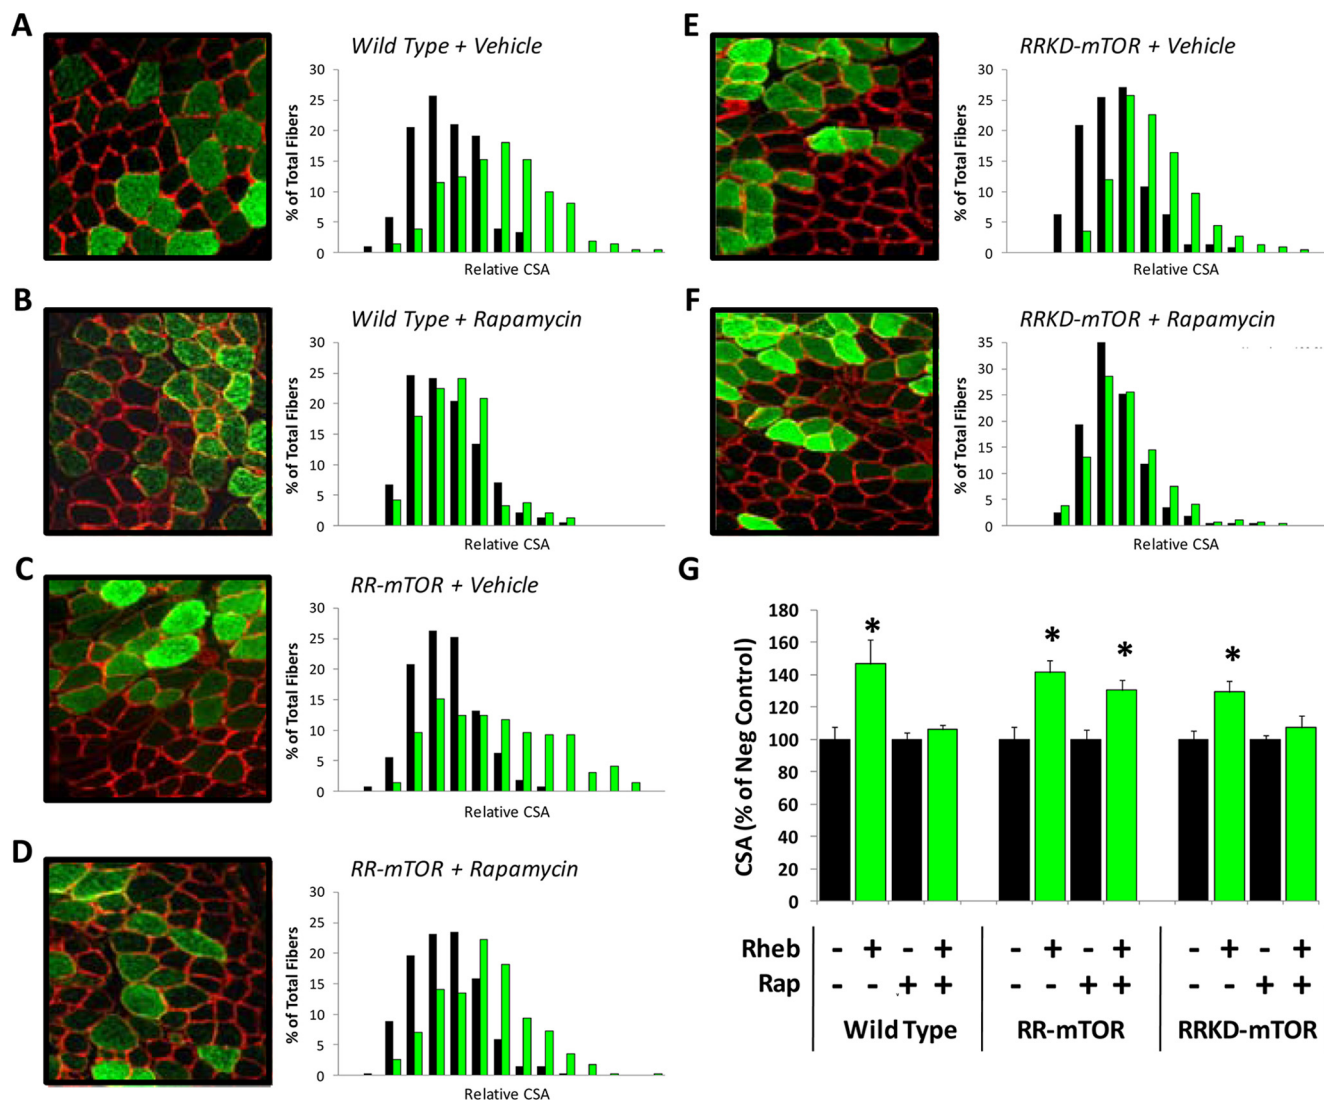 A
Wild Type + Vehicle
30
25
20
15
10
5
0
% of Total Fibers
Relative CSA
B
Wild Type + Rapamycin
30
25
20
15
10
5
0
% of Total Fibers
Relative CSA
C
RR-mTOR + Vehicle
30
25
20
15
10
5
0
% of Total Fibers
Relative CSA
D
RR-mTOR + Rapamycin
30
25
20
15
10
5
0
% of Total Fibers
Relative CSA
E
RRKD-mTOR + Vehicle
30
25
20
15
10
5
0
% of Total Fibers
Relative CSA
F
RRKD-mTOR + Rapamycin
35
30
25
20
15
10
5
0
% of Total Fibers
Relative CSA
G
180
160
140
120
100
80
60
40
20
0
CSA (% of Neg Control)
* * * *
Rheb - + - + - + - + - + - +
Rap - - + + - - + + - - + +
Wild Type RR-mTOR RRKD-mTOR